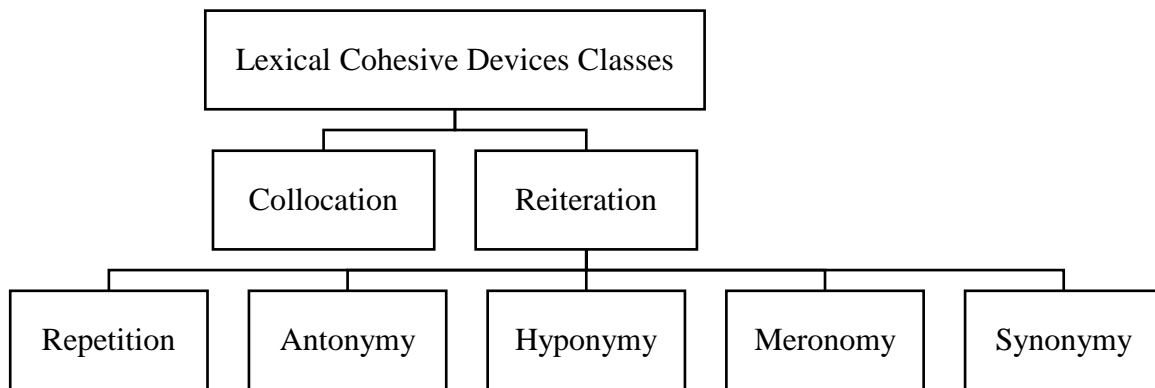 Lexical Cohesive Devices Classes
Collocation
Reiteration
Repetition
Antonymy
Hyponymy
Meronomy
Synonymy